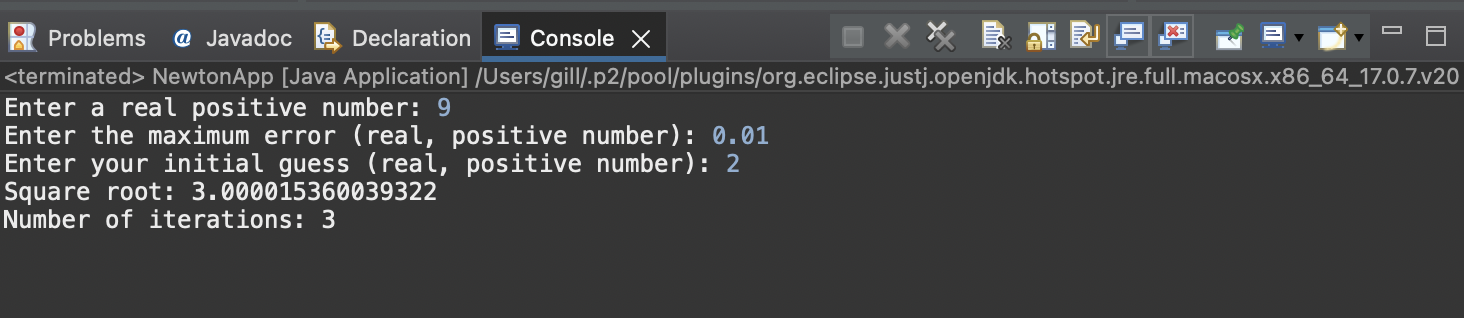 Problems @ Javadoc Declaration Console
<terminated> NewtonApp [Java Application] /Users/gill/.p2/pool/plugins/org.eclipse.justj.openjdk.hotspot.jre.full.macosx.x86_64_17.0.7.v20
Enter a real positive number: 9
Enter the maximum error (real, positive number): 0.01
Enter your initial guess (real, positive number): 2
Square root: 3.000015360039322
Number of iterations: 3